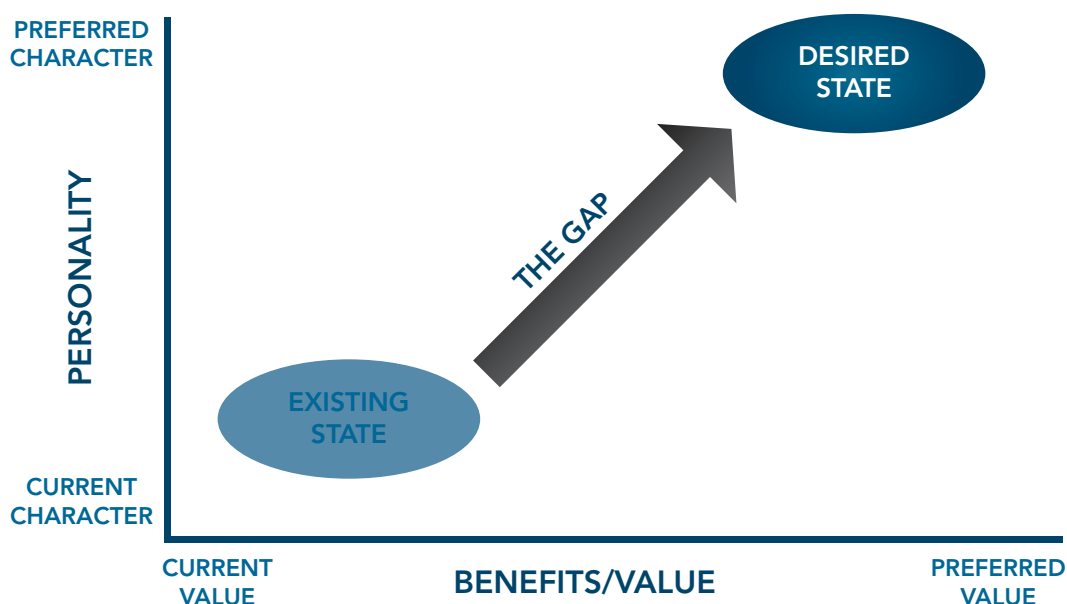 PREFERRED
CHARACTER
DESIRED
STATE
PERSONALITY
THE GAP
EXISTING
STATE
CURRENT
CHARACTER
CURRENT
VALUE
BENEFITS/VALUE
PREFERRED
VALUE